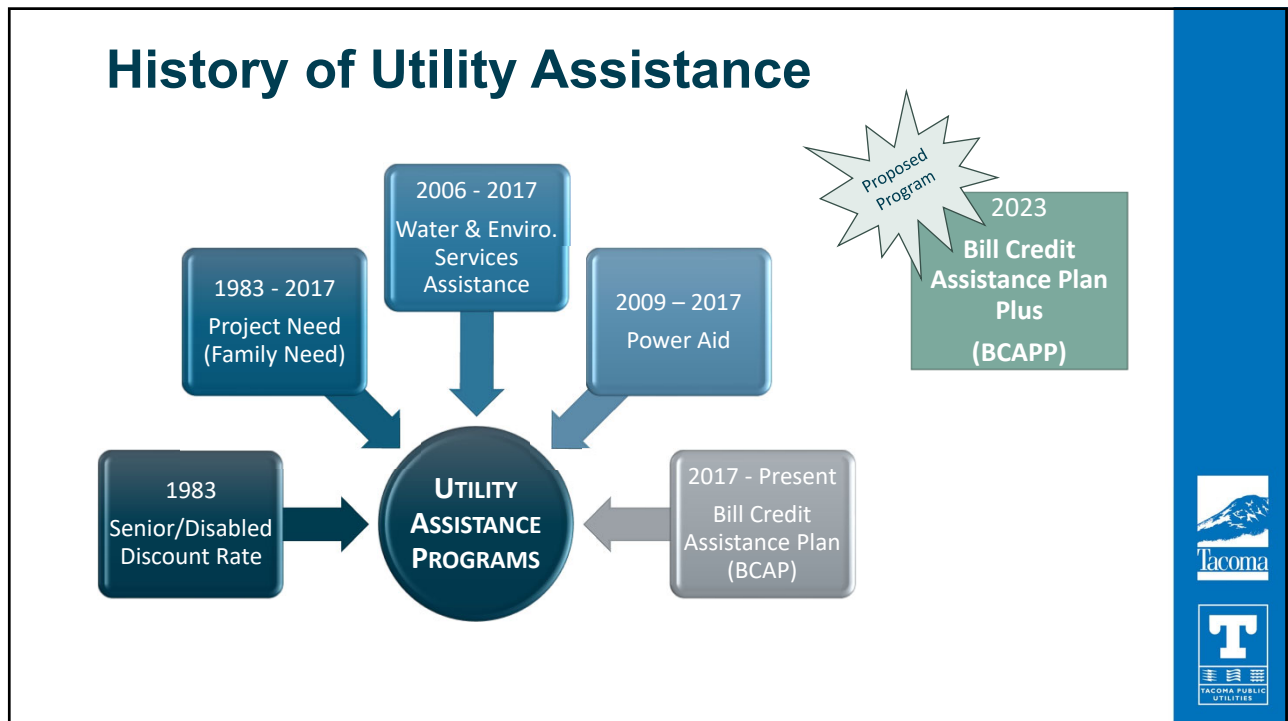 History of Utility Assistance
1983
Senior/Disabled
Discount Rate
1983 - 2017
Project Need
(Family Need)
2006 - 2017
Water & Enviro.
Services
Assistance
2009 – 2017
Power Aid
2017 - Present
Bill Credit
Assistance Plan
(BCAP)
UTILITY
ASSISTANCE
PROGRAMS
Proposed
Program
2023
Bill Credit
Assistance Plan
Plus
(BCAPP)
Tacoma
T
TACOMA PUBLIC
UTILITIES